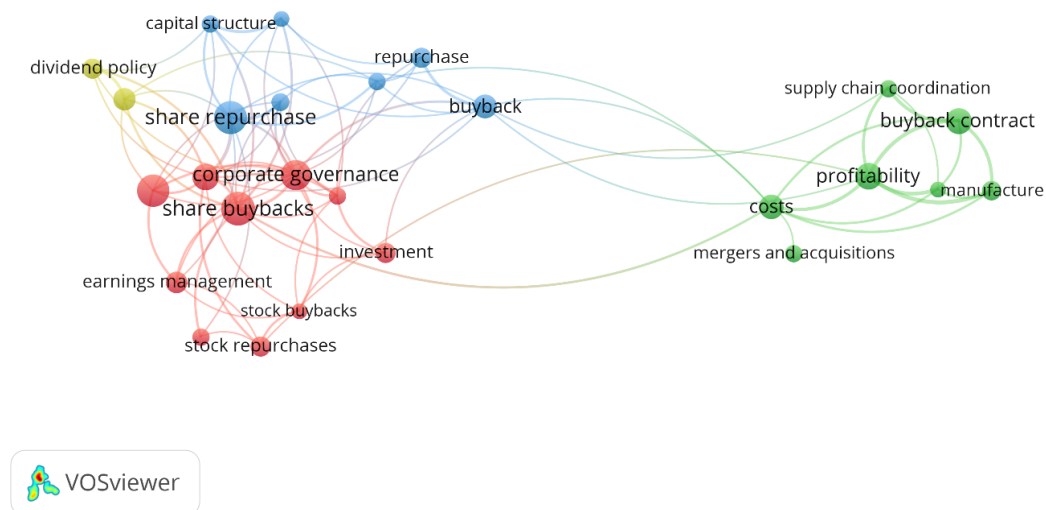 capital structure
repurchase
dividend policy
supply chain coordination
buyback
share repurchase
buyback contract
corporate governance
profitability
manufacture
share buybacks
costs
investment
mergers and acquisitions
earnings management
stock buybacks
stock repurchases
VOSviewer